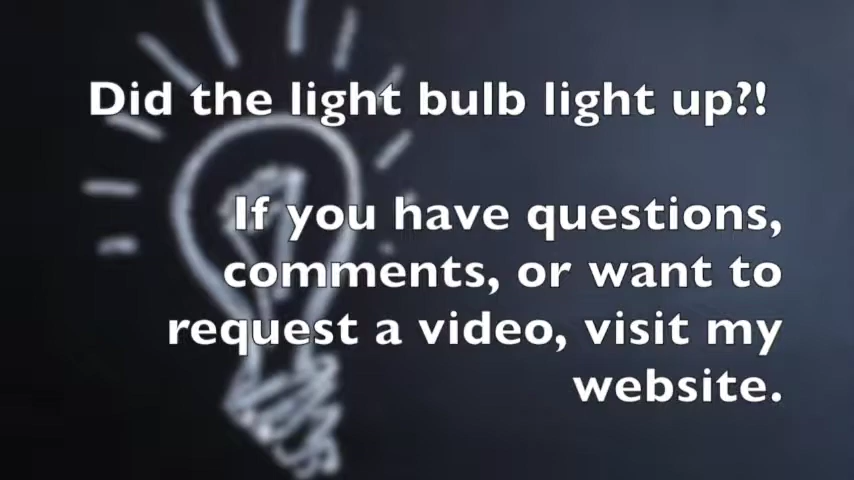 Did the light bulb light up?!
If you have questions,
comments, or want to
request a video, visit my
website.